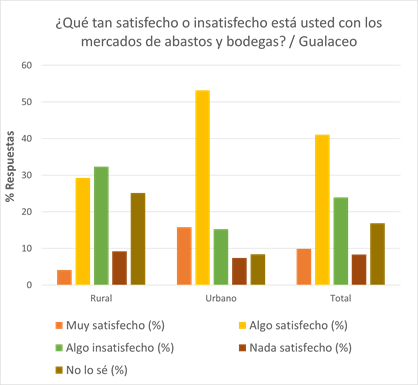 ¿Qué tan satisfecho o insatisfecho está usted con los
mercados de abastos y bodegas? / Gualaceo
% Respuestas
60
50
40
30
20
10
0
Rural
Urbano
Total
Muy satisfecho (%)
Algo satisfecho (%)
Algo insatisfecho (%)
Nada satisfecho (%)
No lo sé (%)